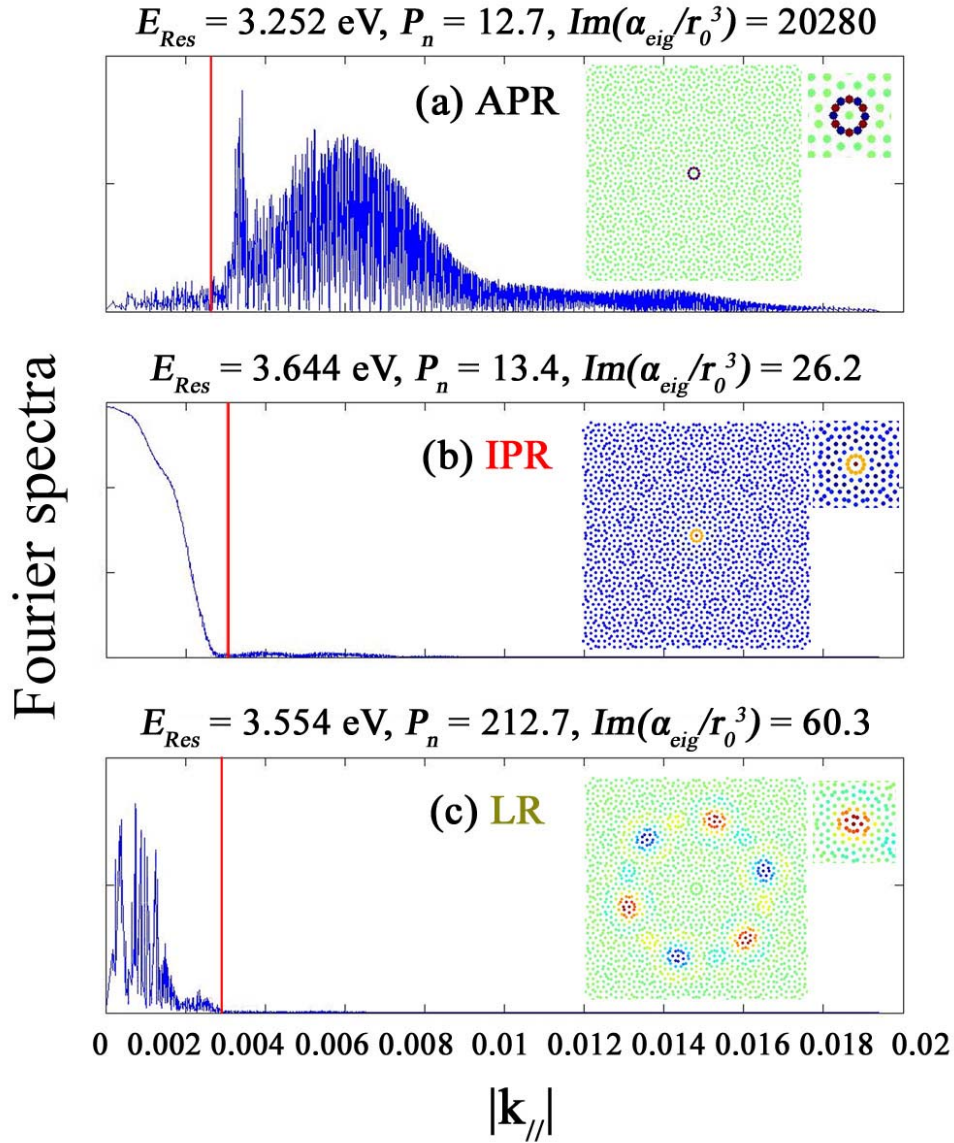 E_Res = 3.252 eV, P_n = 12.7, Im(α_eig/r_0^3) = 20280
(a) APR
E_Res = 3.644 eV, P_n = 13.4, Im(α_eig/r_0^3) = 26.2
(b) IPR
Fourier spectra
E_Res = 3.554 eV, P_n = 212.7, Im(α_eig/r_0^3) = 60.3
(c) LR
0 0.002 0.004 0.006 0.008 0.01 0.012 0.014 0.016 0.018 0.02
|k_//|